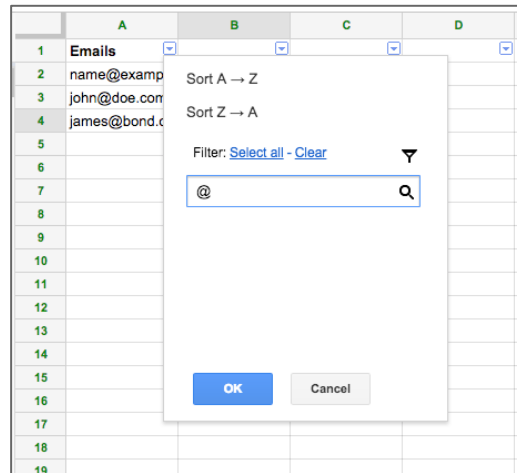 A B C D
1 Emails
2 name@examp
3 john@doe.com
4 james@bond.c
Sort A → Z
Sort Z → A
Filter: Select all - Clear
@
5
6
7
8
9
10
11
12
13
14
15
16
17
18
19
OK Cancel